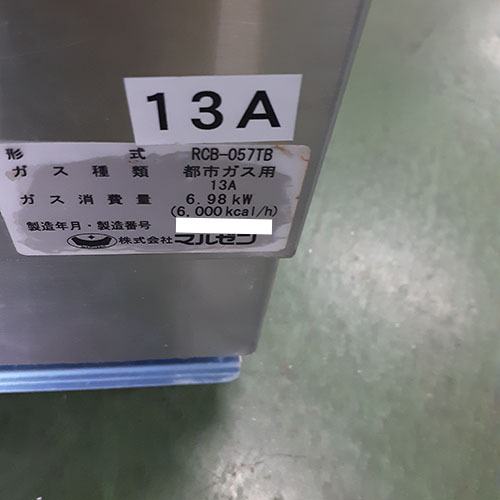 13A
形 式 RCB-057TB
ガス種類 都市ガス用
13A
ガス消費量 6.98kW
(6,000kcal/h)
製造年月・製造番号
株式会社 マルゼン